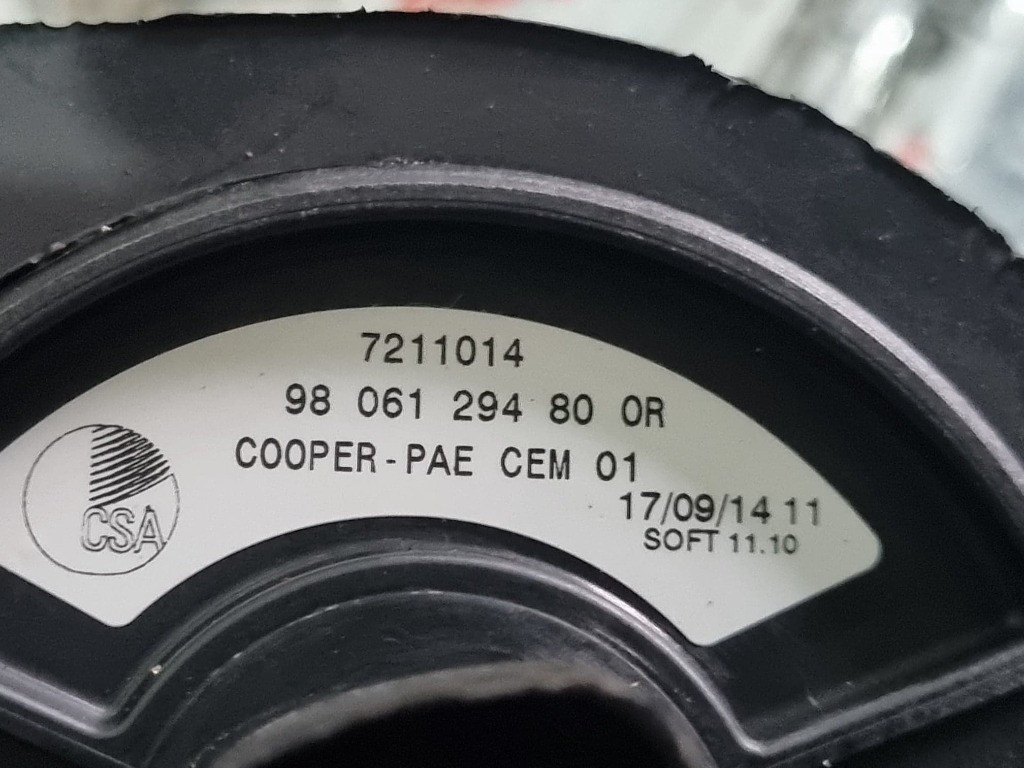 7211014
98 061 294 80 0R
COOPER-PAE CEM 01
17/09/14 11
SOFT 11.10
CSA